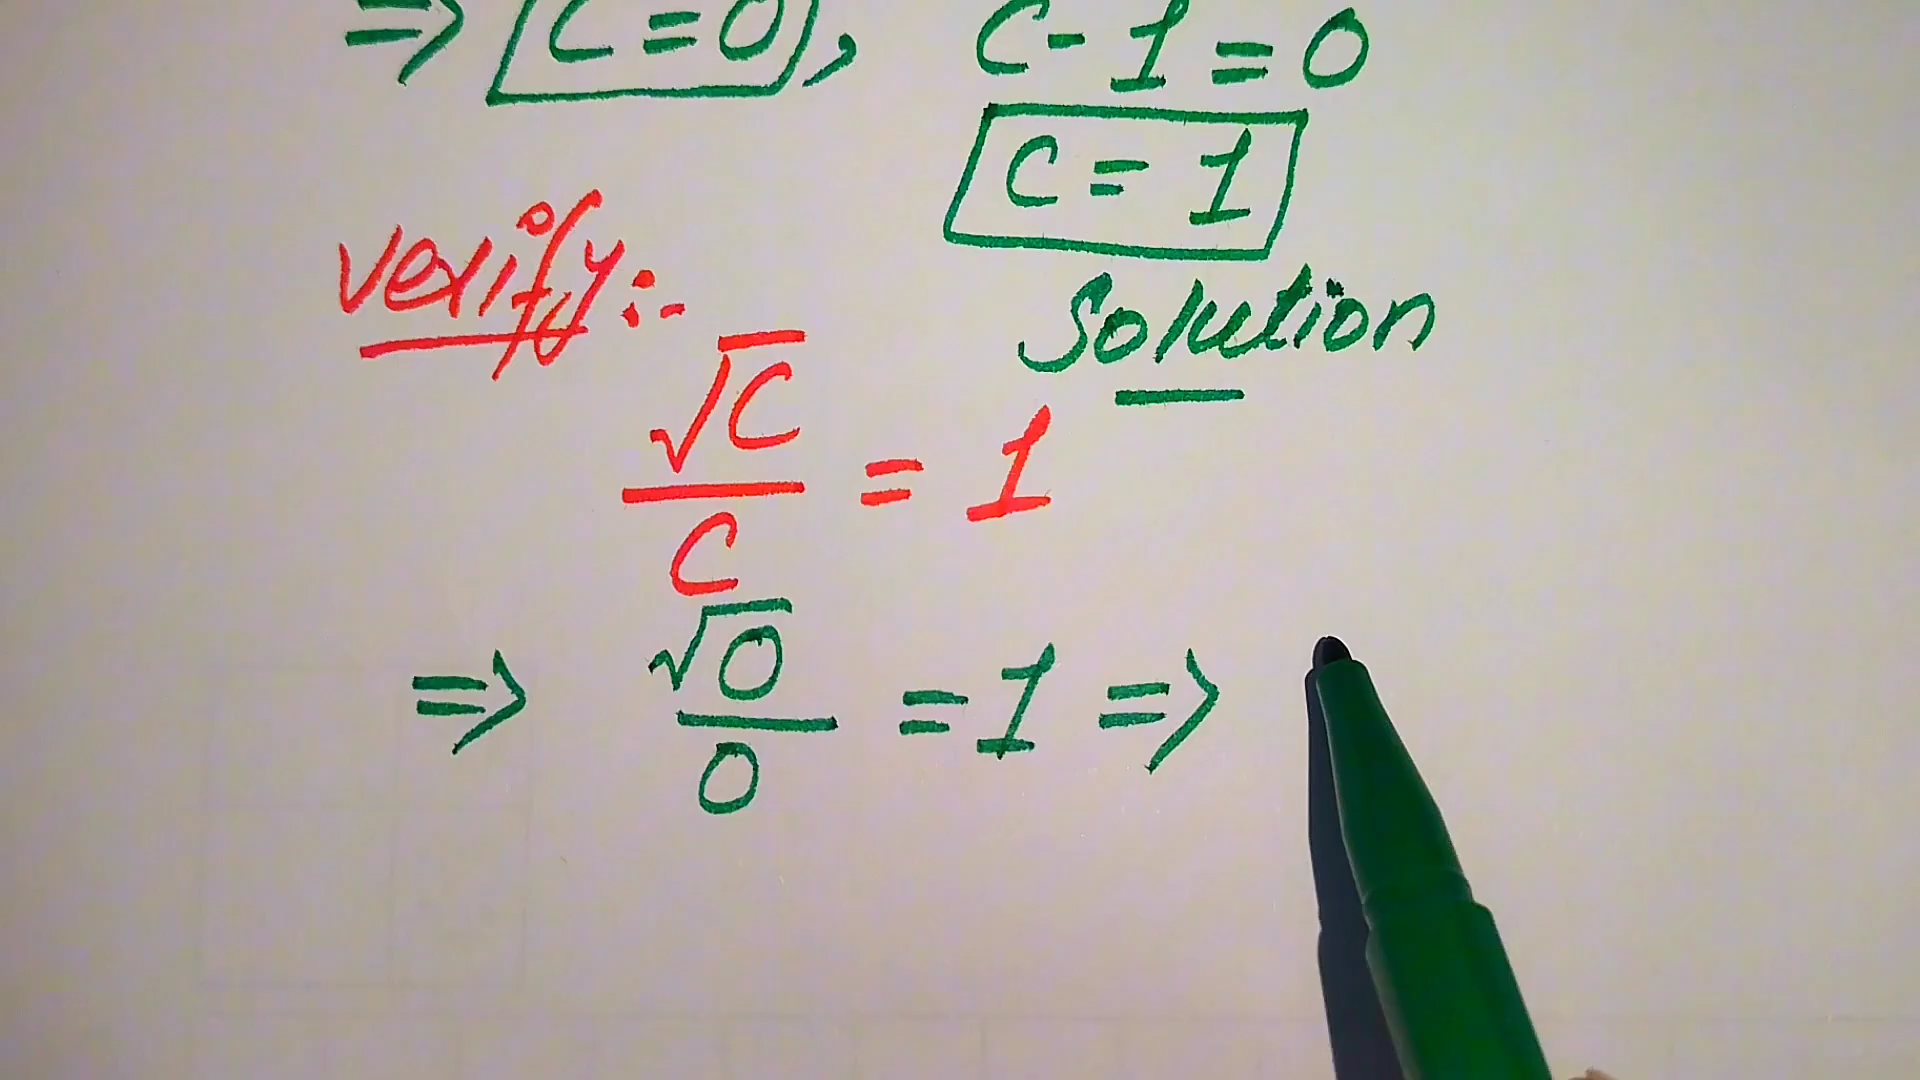 ⇒ C=0, C-1=0
C = 1
verify:-
Solution
√C/C = 1
⇒ √0/0 = 1 ⇒